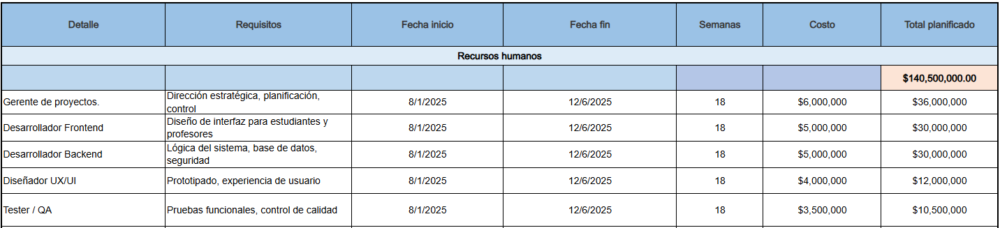 Detalle Requisitos Fecha inicio Fecha fin Semanas Costo Total planificado
Recursos humanos
$140,500,000.00
Gerente de proyectos. Dirección estratégica, planificación, control 8/1/2025 12/6/2025 18 $6,000,000 $36,000,000
Desarrollador Frontend Diseño de interfaz para estudiantes y profesores 8/1/2025 12/6/2025 18 $5,000,000 $30,000,000
Desarrollador Backend Lógica del sistema, base de datos, seguridad 8/1/2025 12/6/2025 18 $5,000,000 $30,000,000
Diseñador UX/UI Prototipado, experiencia de usuario 8/1/2025 12/6/2025 18 $4,000,000 $12,000,000
Tester / QA Pruebas funcionales, control de calidad 8/1/2025 12/6/2025 18 $3,500,000 $10,500,000